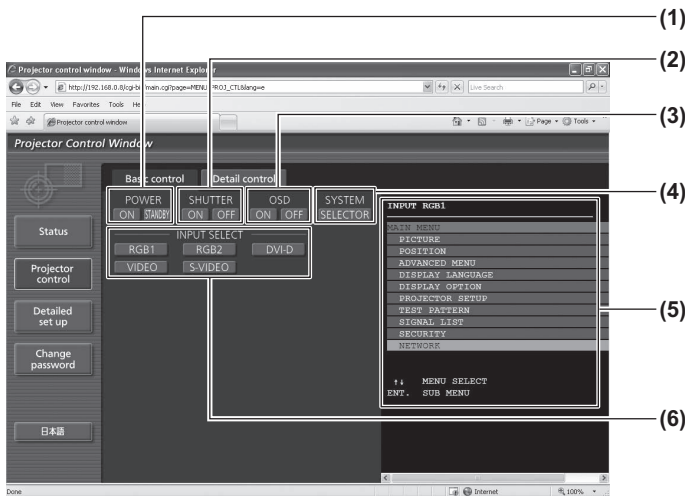 (1)
(2)
Projector control window - Windows Internet Explorer
http://192.168.0.8/cgi-bin/main.cgi?page=MENU_PROJ_CTL&lang=e
Live Search
File Edit View Favorites Tools He
Projector control window
Page Tools
(3)
Projector Control Window
Basic control Detail control
POWER SHUTTER OSD SYSTEM
ON STANDBY ON OFF ON OFF SELECTOR
(4)
INPUT SELECT
RGB1 RGB2 DVI-D
VIDEO S-VIDEO
Status
Projector
control
Detailed
set up
Change
password
日本語
INPUT RGB1
MAIN MENU
PICTURE
POSITION
ADVANCED MENU
DISPLAY LANGUAGE
DISPLAY OPTION
PROJECTOR SETUP
TEST PATTERN
SIGNAL LIST
SECURITY
NETWORK
↑↓ MENU SELECT
ENT. SUB MENU
(5)
(6)
Done Internet 100%